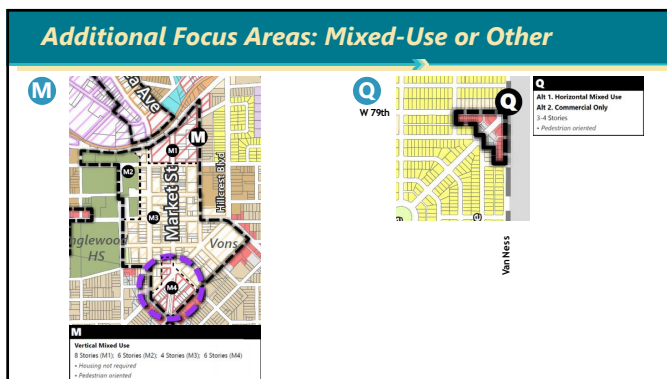 Additional Focus Areas: Mixed-Use or Other
M
Ave
M
M1
M2
Market St
Hillcrest Blvd
M3
Inglewood
HS
Vons
M4
M
Vertical Mixed Use
8 Stories (M1); 6 Stories (M2); 4 Stories (M3); 6 Stories (M4)
• Housing not required
• Pedestrian oriented
Q
W 79th
Q
Van Ness
Alt 1. Horizontal Mixed Use
Alt 2. Commercial Only
3-4 Stories
• Pedestrian oriented